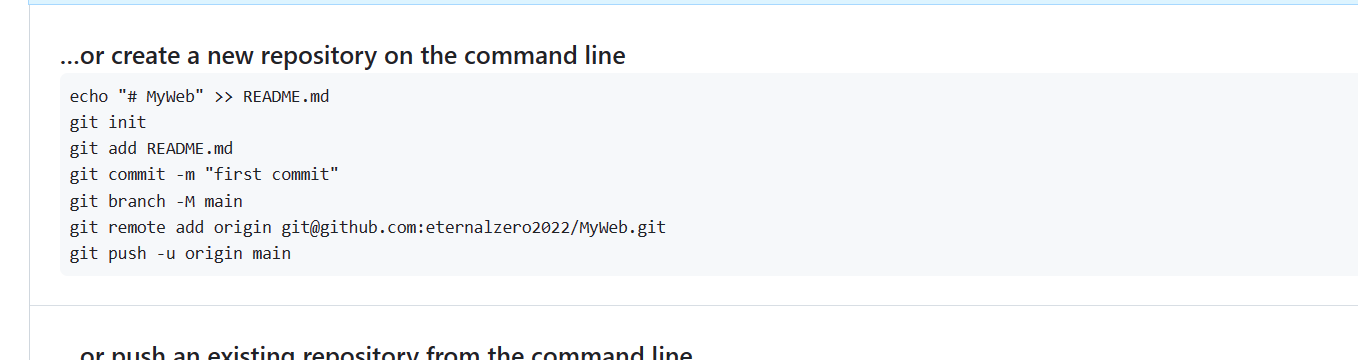 ...or create a new repository on the command line
echo "# MyWeb" >> README.md
git init
git add README.md
git commit -m "first commit"
git branch -M main
git remote add origin git@github.com:eternalzero2022/MyWeb.git
git push -u origin main
...or push an existing repository from the command line